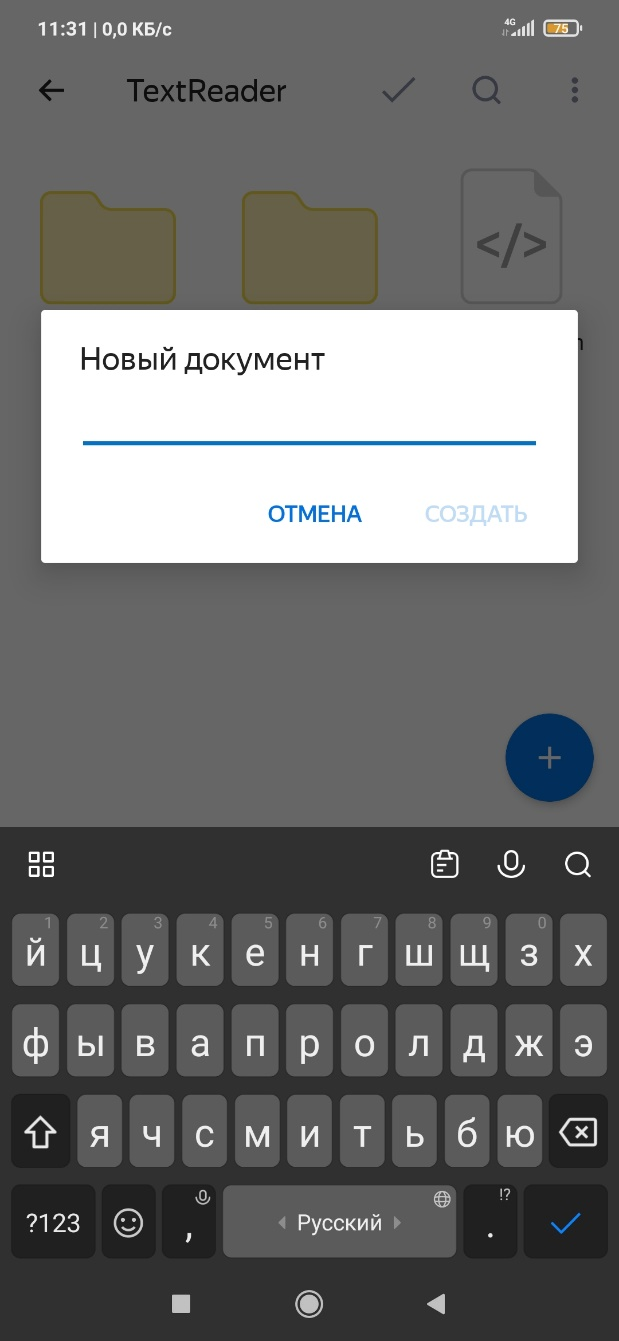 11:31 | 0,0 КБ/с
4G
75
TextReader
</>
Новый документ
ОТМЕНА СОЗДАТЬ
1 2 3 4 5 6 7 8 9 0
й ц у к е н г ш щ з х
ф ы в а п р о л д ж э
я ч с м и т ь б ю
!?
?123 , Русский .